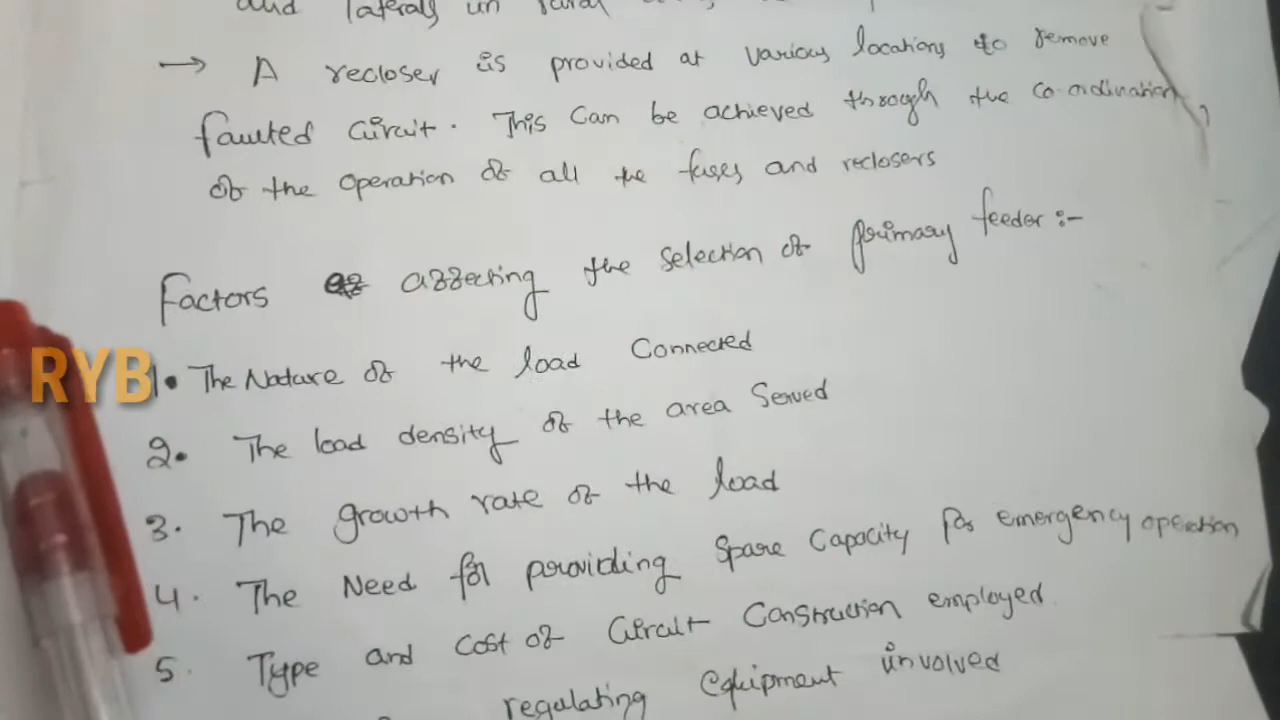 and laterals in rural
→ A recloser is provided at various locations to remove
faulted circuit. This can be achieved through the co-ordination
of the operation of all the fuses and reclosers
Factors affecting the selection of primary feeder :-
RYB
1. The Nature of the load Connected
2. The load density of the area Served
3. The growth rate of the load
4. The Need for providing Spare Capacity for emergency operation
5. Type and cost of Circuit Construction employed
regulating equipment involved